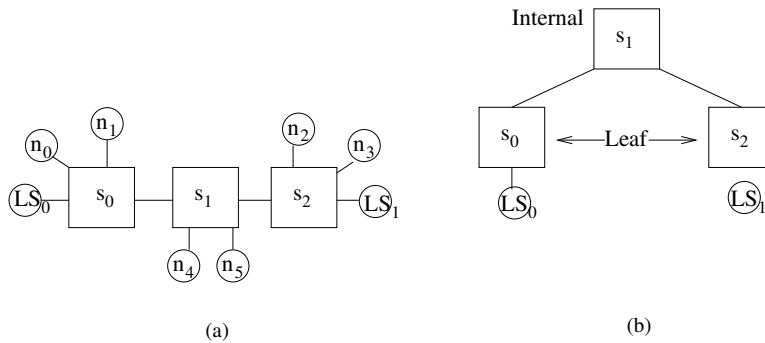 Internal
s1
n0
n1
n2
n3
LS0
s0
s1
s2
LS1
n4
n5
(a)
s0
Leaf
s2
LS0
LS1
(b)